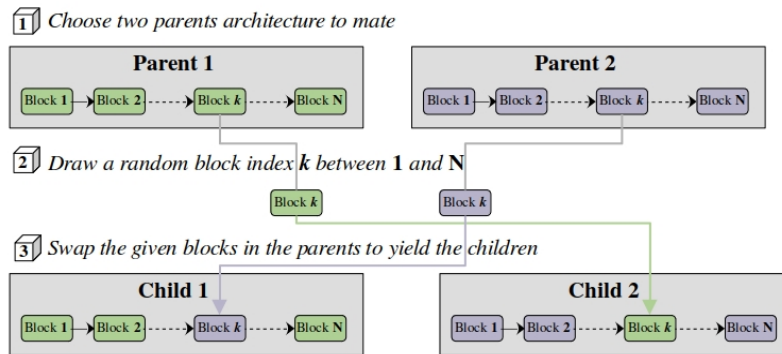 1 Choose two parents architecture to mate
Parent 1
Block 1 Block 2 Block k Block N
Parent 2
Block 1 Block 2 Block k Block N
2 Draw a random block index k between 1 and N
Block k Block k
3 Swap the given blocks in the parents to yield the children
Child 1
Block 1 Block 2 Block k Block N
Child 2
Block 1 Block 2 Block k Block N